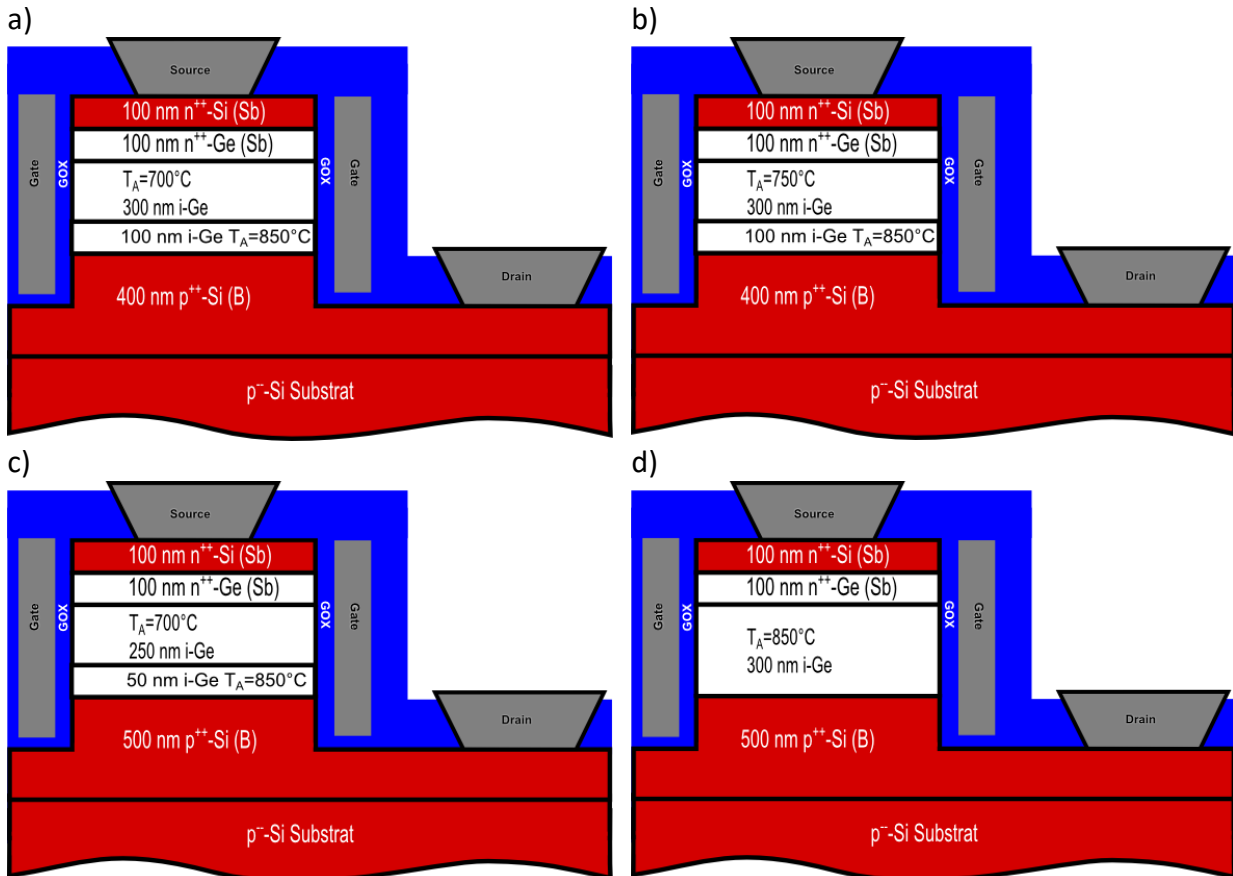 a)
Source
100 nm n⁺⁺-Si (Sb)
100 nm n⁺⁺-Ge (Sb)
T_A=700°C
300 nm i-Ge
100 nm i-Ge T_A=850°C
400 nm p⁺⁺-Si (B)
p⁻⁻-Si Substrat
Gate
GOX
GOX
Gate
Drain
b)
Source
100 nm n⁺⁺-Si (Sb)
100 nm n⁺⁺-Ge (Sb)
T_A=750°C
300 nm i-Ge
100 nm i-Ge T_A=850°C
400 nm p⁺⁺-Si (B)
p⁻⁻-Si Substrat
Gate
GOX
GOX
Gate
Drain
c)
Source
100 nm n⁺⁺-Si (Sb)
100 nm n⁺⁺-Ge (Sb)
T_A=700°C
250 nm i-Ge
50 nm i-Ge T_A=850°C
500 nm p⁺⁺-Si (B)
p⁻⁻-Si Substrat
Gate
GOX
GOX
Gate
Drain
d)
Source
100 nm n⁺⁺-Si (Sb)
100 nm n⁺⁺-Ge (Sb)
T_A=850°C
300 nm i-Ge
500 nm p⁺⁺-Si (B)
p⁻⁻-Si Substrat
Gate
GOX
GOX
Gate
Drain